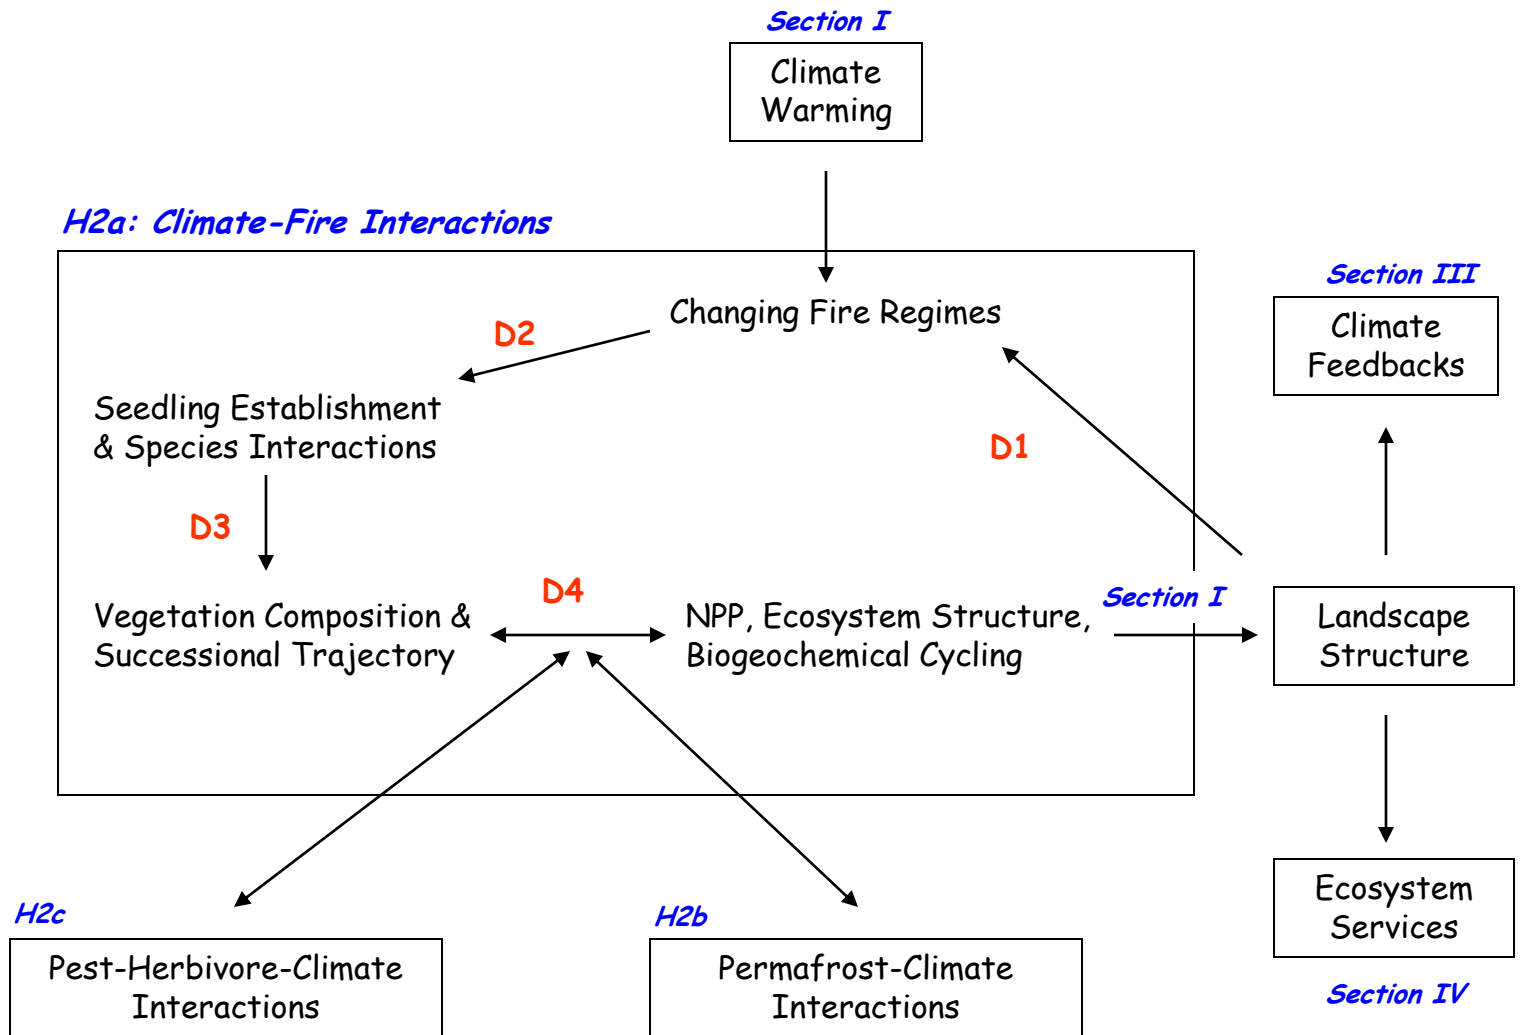 Section I
Climate
Warming
H2a: Climate-Fire Interactions
Section III
Changing Fire Regimes
Climate
Feedbacks
D2
Seedling Establishment
& Species Interactions
D1
D3
D4
Vegetation Composition &
Successional Trajectory
NPP, Ecosystem Structure,
Biogeochemical Cycling
Section I
Landscape
Structure
Ecosystem
Services
Section IV
H2c
Pest-Herbivore-Climate
Interactions
H2b
Permafrost-Climate
Interactions